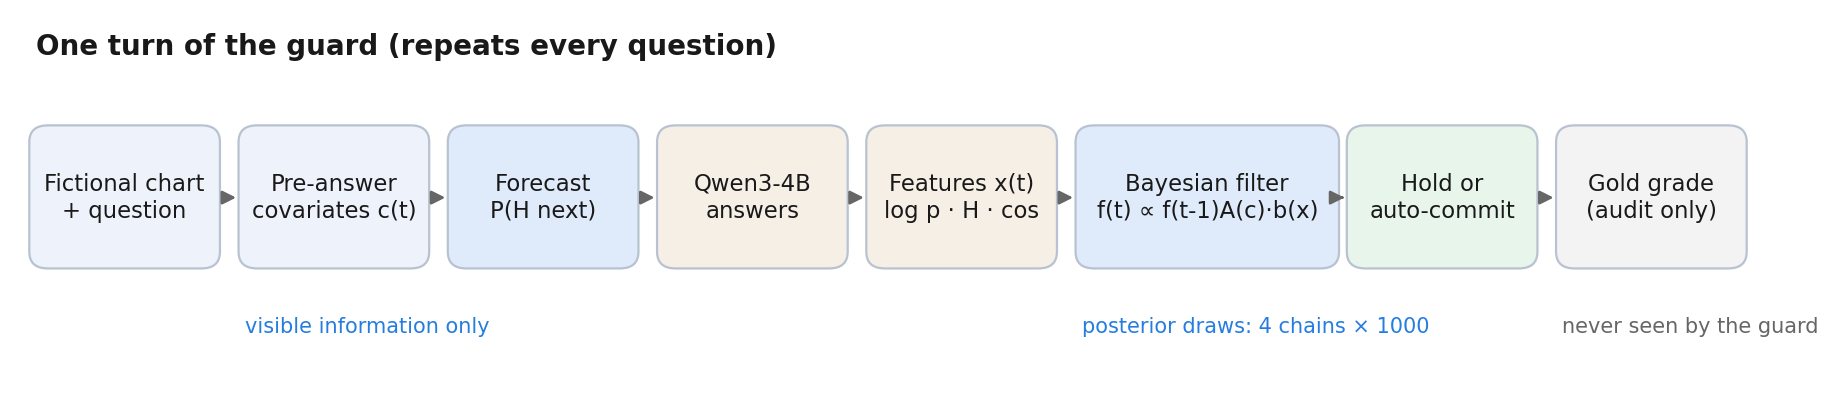 One turn of the guard (repeats every question)
Fictional chart
+ question
Pre-answer
covariates c(t)
Forecast
P(H next)
Qwen3-4B
answers
Features x(t)
log p · H · cos
Bayesian filter
f(t) ∝ f(t-1)A(c)·b(x)
Hold or
auto-commit
Gold grade
(audit only)
visible information only
posterior draws: 4 chains × 1000
never seen by the guard